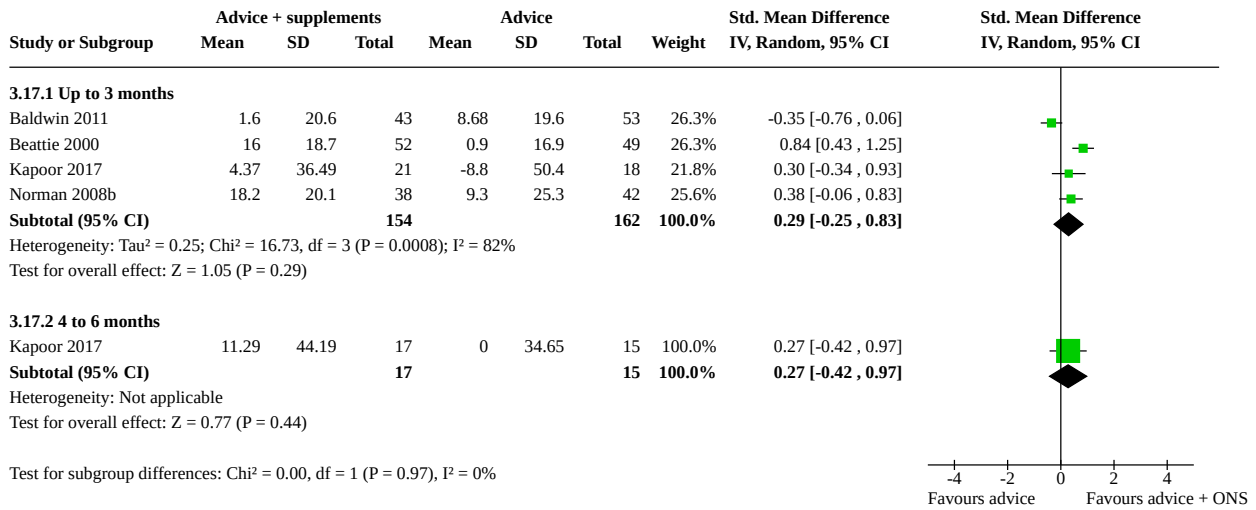 Advice + supplements Advice Std. Mean Difference Std. Mean Difference
Study or Subgroup Mean SD Total Mean SD Total Weight IV, Random, 95% CI IV, Random, 95% CI
3.17.1 Up to 3 months
Baldwin 2011 1.6 20.6 43 8.68 19.6 53 26.3% -0.35 [-0.76 , 0.06]
Beattie 2000 16 18.7 52 0.9 16.9 49 26.3% 0.84 [0.43 , 1.25]
Kapoor 2017 4.37 36.49 21 -8.8 50.4 18 21.8% 0.30 [-0.34 , 0.93]
Norman 2008b 18.2 20.1 38 9.3 25.3 42 25.6% 0.38 [-0.06 , 0.83]
Subtotal (95% CI) 154 162 100.0% 0.29 [-0.25 , 0.83]
Heterogeneity: Tau² = 0.25; Chi² = 16.73, df = 3 (P = 0.0008); I² = 82%
Test for overall effect: Z = 1.05 (P = 0.29)
3.17.2 4 to 6 months
Kapoor 2017 11.29 44.19 17 0 34.65 15 100.0% 0.27 [-0.42 , 0.97]
Subtotal (95% CI) 17 15 100.0% 0.27 [-0.42 , 0.97]
Heterogeneity: Not applicable
Test for overall effect: Z = 0.77 (P = 0.44)
Test for subgroup differences: Chi² = 0.00, df = 1 (P = 0.97), I² = 0%
-4 -2 0 2 4
Favours advice Favours advice + ONS